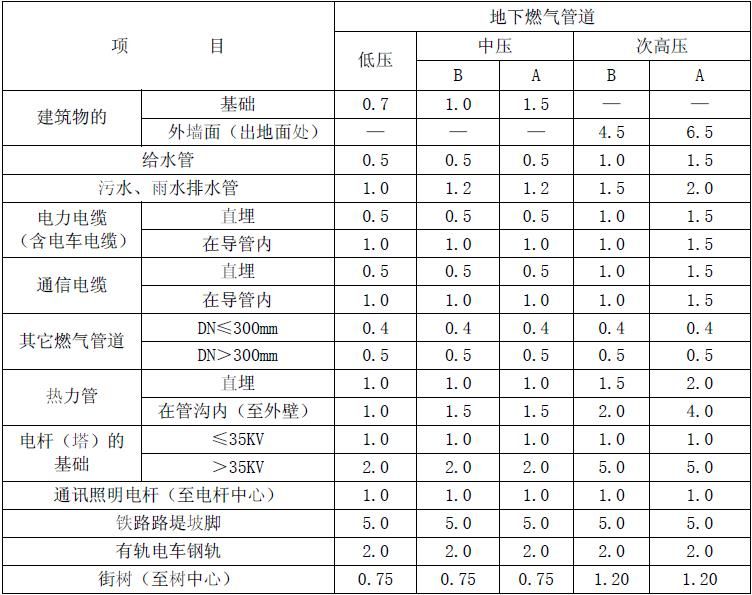 项 目 地下燃气管道
低压 中压 次高压
B A B A
建筑物的 基础 0.7 1.0 1.5 — —
外墙面（出地面处） — — — 4.5 6.5
给水管 0.5 0.5 0.5 1.0 1.5
污水、雨水排水管 1.0 1.2 1.2 1.5 2.0
电力电缆（含电车电缆） 直埋 0.5 0.5 0.5 1.0 1.5
在导管内 1.0 1.0 1.0 1.0 1.5
通信电缆 直埋 0.5 0.5 0.5 1.0 1.5
在导管内 1.0 1.0 1.0 1.0 1.5
其它燃气管道 DN≤300mm 0.4 0.4 0.4 0.4 0.4
DN＞300mm 0.5 0.5 0.5 0.5 0.5
热力管 直埋 1.0 1.0 1.0 1.5 2.0
在管沟内（至外壁） 1.0 1.5 1.5 2.0 4.0
电杆（塔）的基础 ≤35KV 1.0 1.0 1.0 1.0 1.0
＞35KV 2.0 2.0 2.0 5.0 5.0
通讯照明电杆（至电杆中心） 1.0 1.0 1.0 1.0 1.0
铁路路堤坡脚 5.0 5.0 5.0 5.0 5.0
有轨电车钢轨 2.0 2.0 2.0 2.0 2.0
街树（至树中心） 0.75 0.75 0.75 1.20 1.20